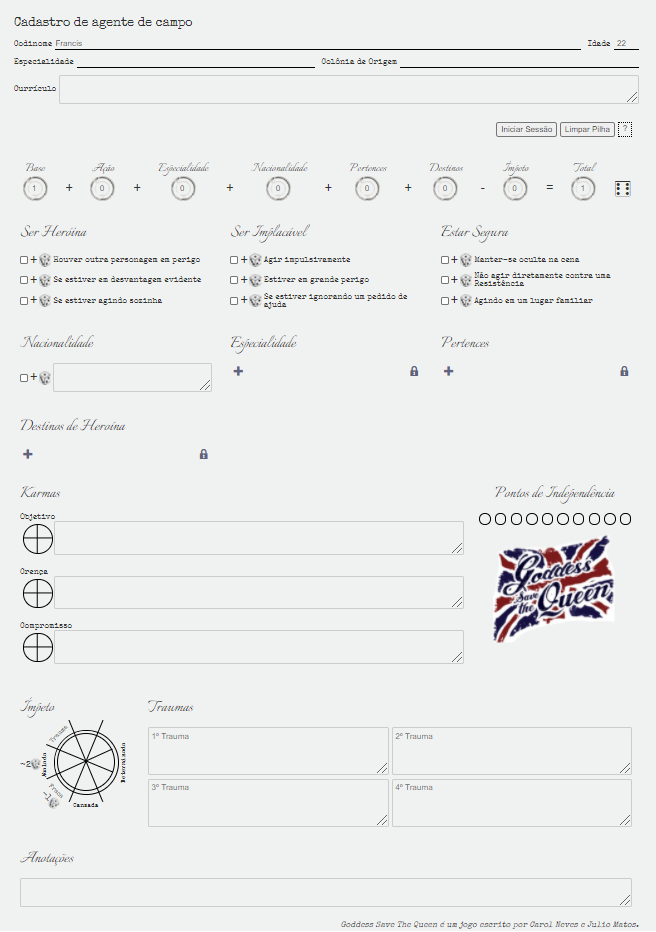 Cadastro de agente de campo
Codinome Francis Idade 22
Especialidade Colônia de Origem
Currículo
Iniciar Sessão Limpar Pilha ?
Base Ação Especialidade Nacionalidade Pertences Destinos Ímpeto Total
1 + 0 + 0 + 0 + 0 + 0 - 0 = 1
Ser Heroína Ser Implacável Estar Segura
+ Houver outra personagem em perigo + Agir impulsivamente + Manter-se oculta na cena
+ Se estiver em desvantagem evidente + Estiver em grande perigo + Não agir diretamente contra uma
Resistência
+ Se estiver agindo sozinha + Se estiver ignorando um pedido de
ajuda + Agindo em um lugar familiar
Nacionalidade Especialidade Pertences
+ + +
Destinos de Heroína
+
Karmas Pontos de Independência
Objetivo
Crença
Compromisso
Goddess
Save
the Queen
Ímpeto Traumas
Trauma
-2
Abalada
Determinada
Fraca
-1
Cansada
1º Trauma 2º Trauma
3º Trauma 4º Trauma
Anotações
Goddess Save The Queen é um jogo escrito por Carol Neves e Julio Matos.